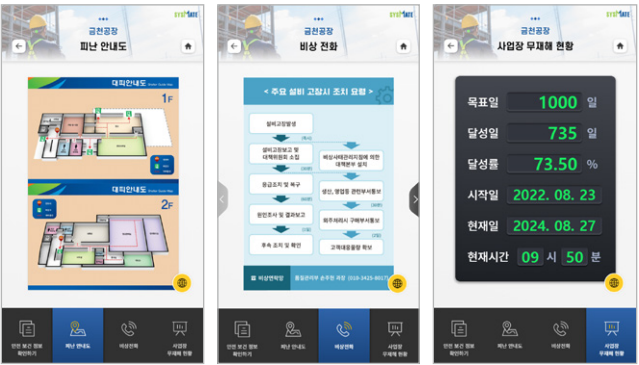 SYSMATE
금천공장
피난 안내도
대피안내도
1F
대피안내도
2F
안전 보건 정보
확인하기
피난 안내도
비상전화
사업장
무재해 현황
SYSMATE
금천공장
비상 전화
< 주요 설비 고장시 조치 요령 >
설비고장발생
설비고장보고 및
대책위원회 소집
비상사태관리지침에 의한
대책본부 설치
응급조치 및 복구
생산, 영업등 관련부서통보
원인조사 및 결과보고
외주처리시 구매부서통보
후속 조치 및 확인
고객대응물량 확보
비상연락망
안전 보건 정보
확인하기
피난 안내도
비상전화
사업장
무재해 현황
SYSMATE
금천공장
사업장 무재해 현황
목표일 1000 일
달성일 735 일
달성률 73.50 %
시작일 2022. 08. 23
현재일 2024. 08. 27
현재시간 09 시 50 분
안전 보건 정보
확인하기
피난 안내도
비상전화
사업장
무재해 현황